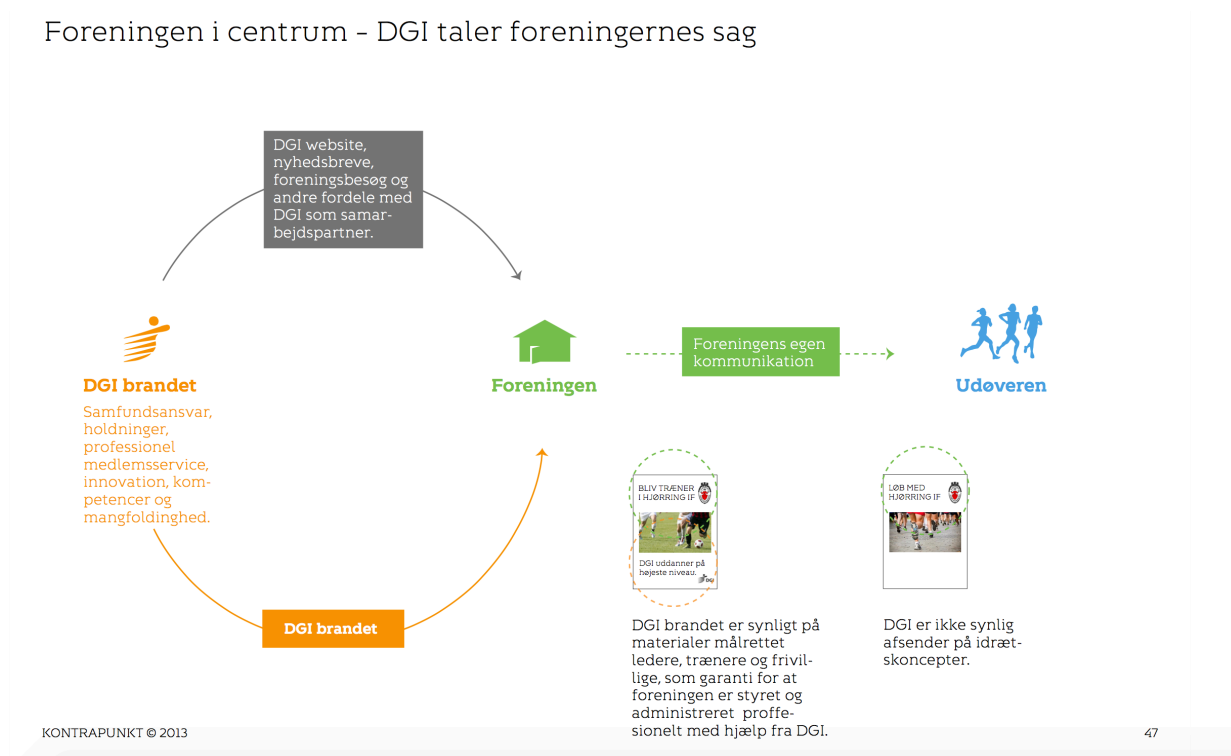 Foreningen i centrum – DGI taler foreningernes sag
DGI website,
nyhedsbreve,
foreningsbesøg og
andre fordele med
DGI som samar-
bejdspartner.
DGI brandet
Samfundsansvar,
holdninger,
professionel
medlemsservice,
innovation, kom-
petencer og
mangfoldinghed.
Foreningen
Foreningens egen
kommunikation
Udøveren
DGI brandet
BLIV TRÆNER
I HJØRRING IF
DGI uddanner på
højeste niveau.
DGI
LØB MED
HJØRRING IF
DGI brandet er synligt på
materialer målrettet
ledere, trænere og frivil-
lige, som garanti for at
foreningen er styret og
administreret proffe-
sionelt med hjælp fra DGI.
DGI er ikke synlig
afsender på idræt-
skoncepter.
KONTRAPUNKT © 2013
47